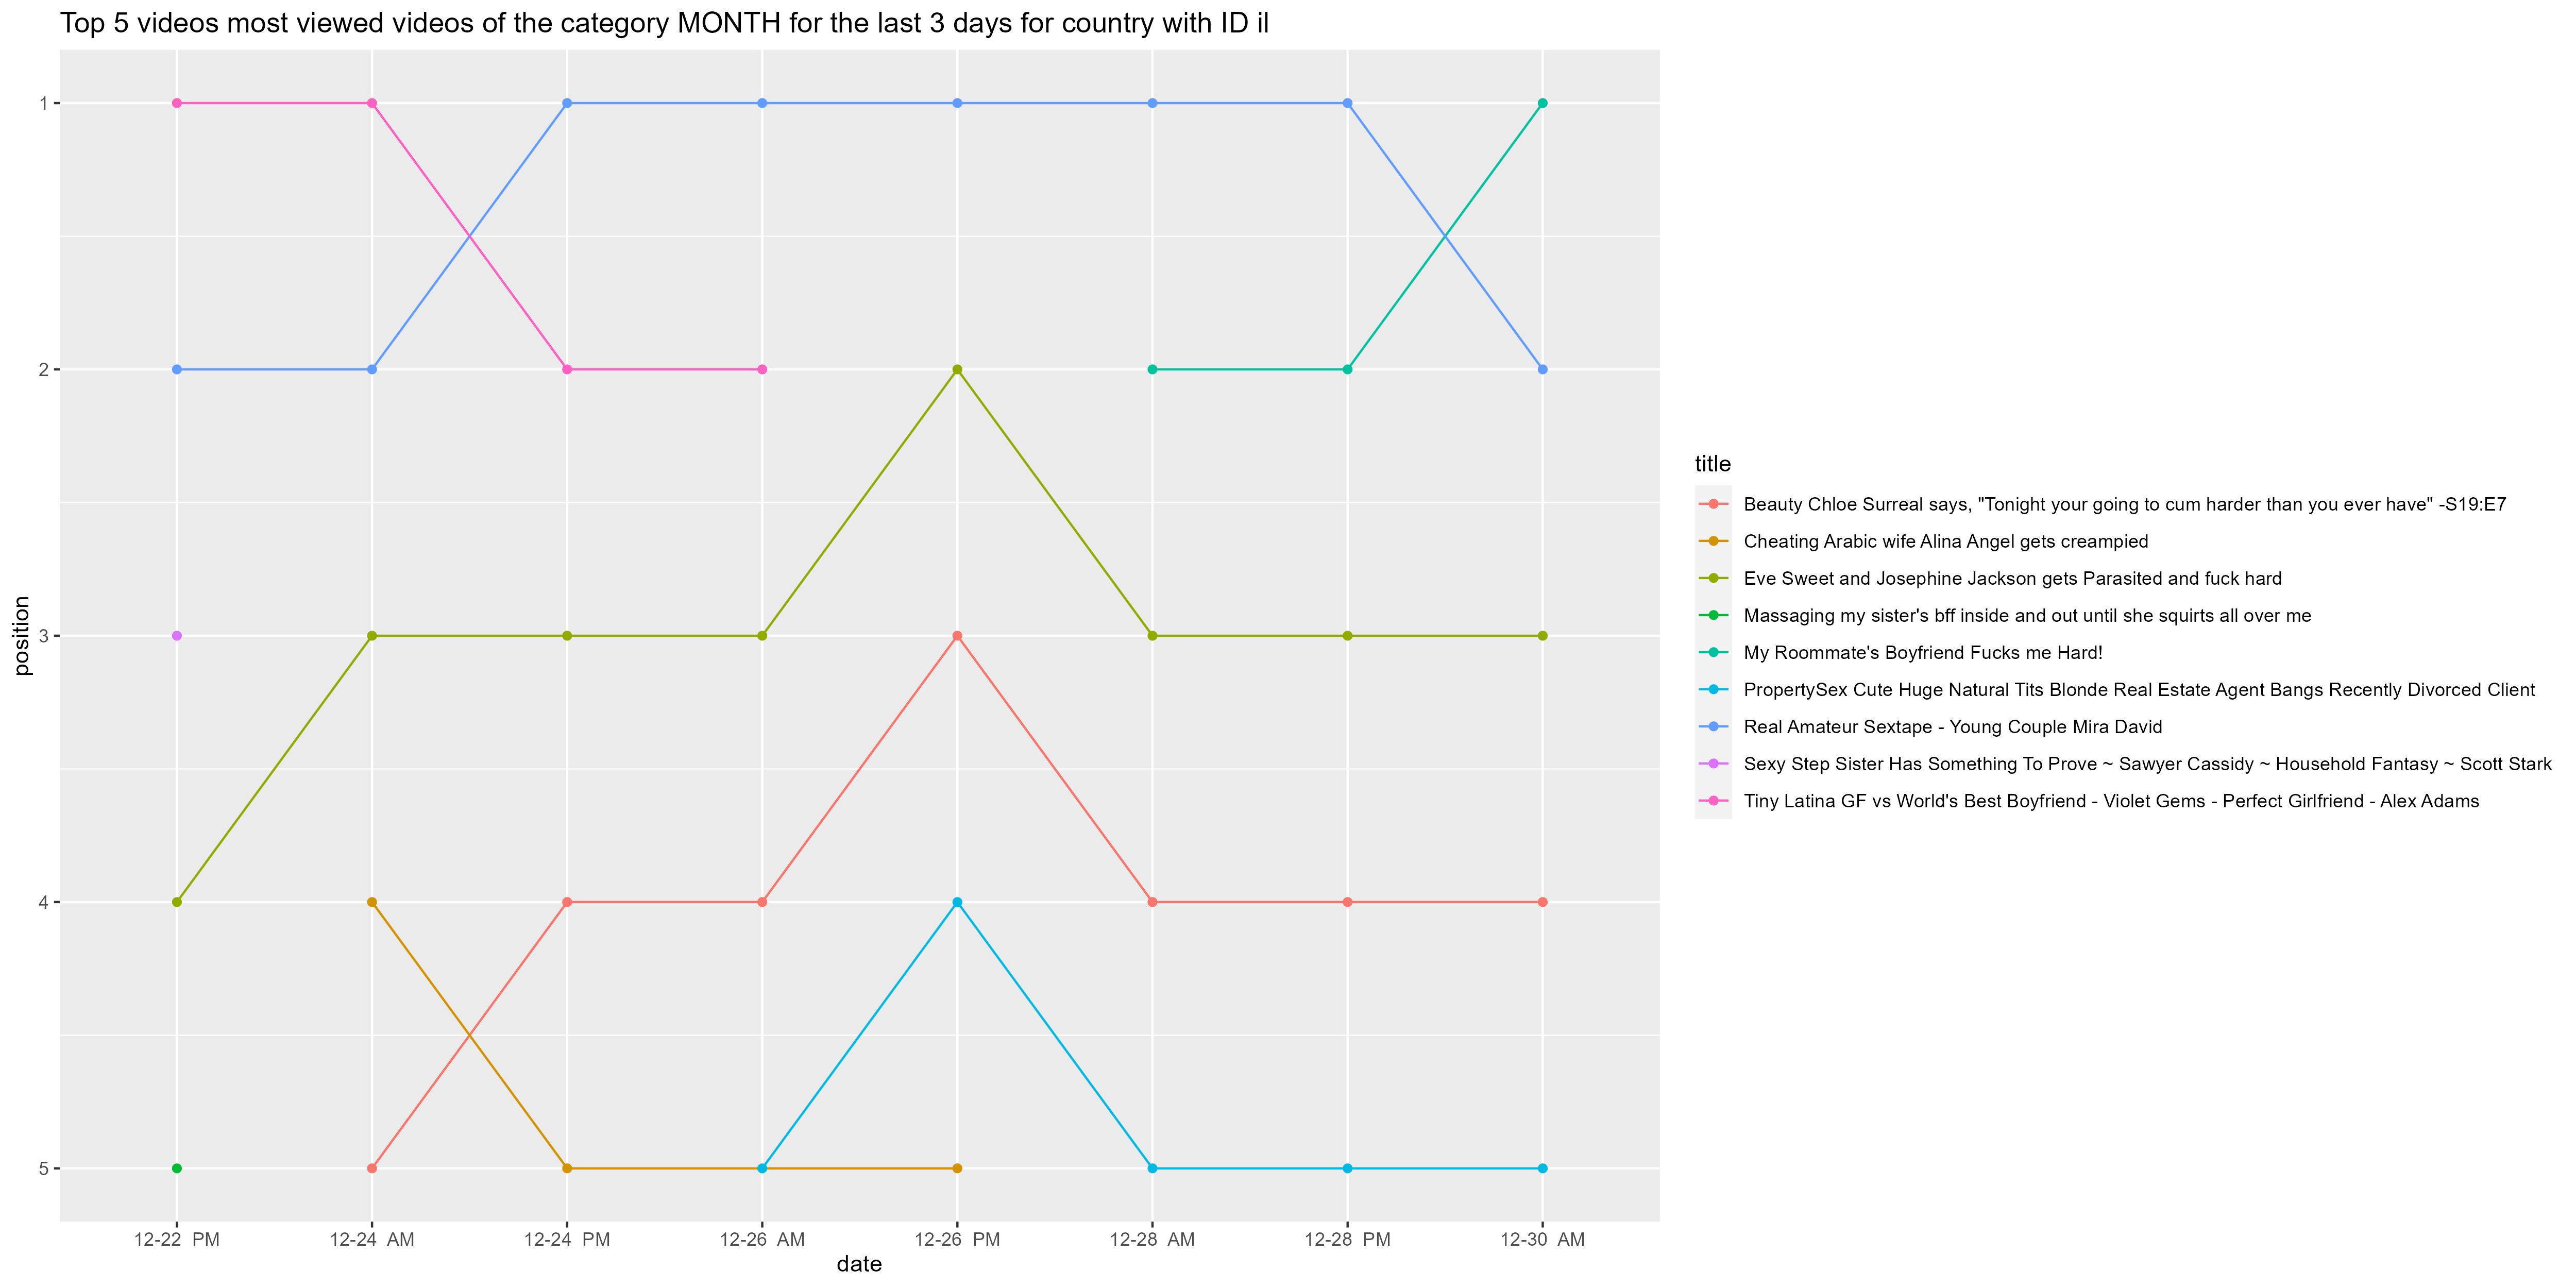 Top 5 videos most viewed videos of the category MONTH for the last 3 days for country with ID il
position
1
2
3
4
5
12-22 PM
12-24 AM
12-24 PM
12-26 AM
12-26 PM
12-28 AM
12-28 PM
12-30 AM
date
title
Beauty Chloe Surreal says, "Tonight your going to cum harder than you ever have" -S19:E7
Cheating Arabic wife Alina Angel gets creampied
Eve Sweet and Josephine Jackson gets Parasited and fuck hard
Massaging my sister's bff inside and out until she squirts all over me
My Roommate's Boyfriend Fucks me Hard!
PropertySex Cute Huge Natural Tits Blonde Real Estate Agent Bangs Recently Divorced Client
Real Amateur Sextape - Young Couple Mira David
Sexy Step Sister Has Something To Prove ~ Sawyer Cassidy ~ Household Fantasy ~ Scott Stark
Tiny Latina GF vs World's Best Boyfriend - Violet Gems - Perfect Girlfriend - Alex Adams